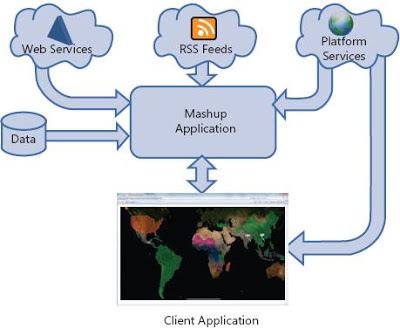 Web Services
RSS Feeds
Platform
Services
Mashup
Application
Data
Client Application